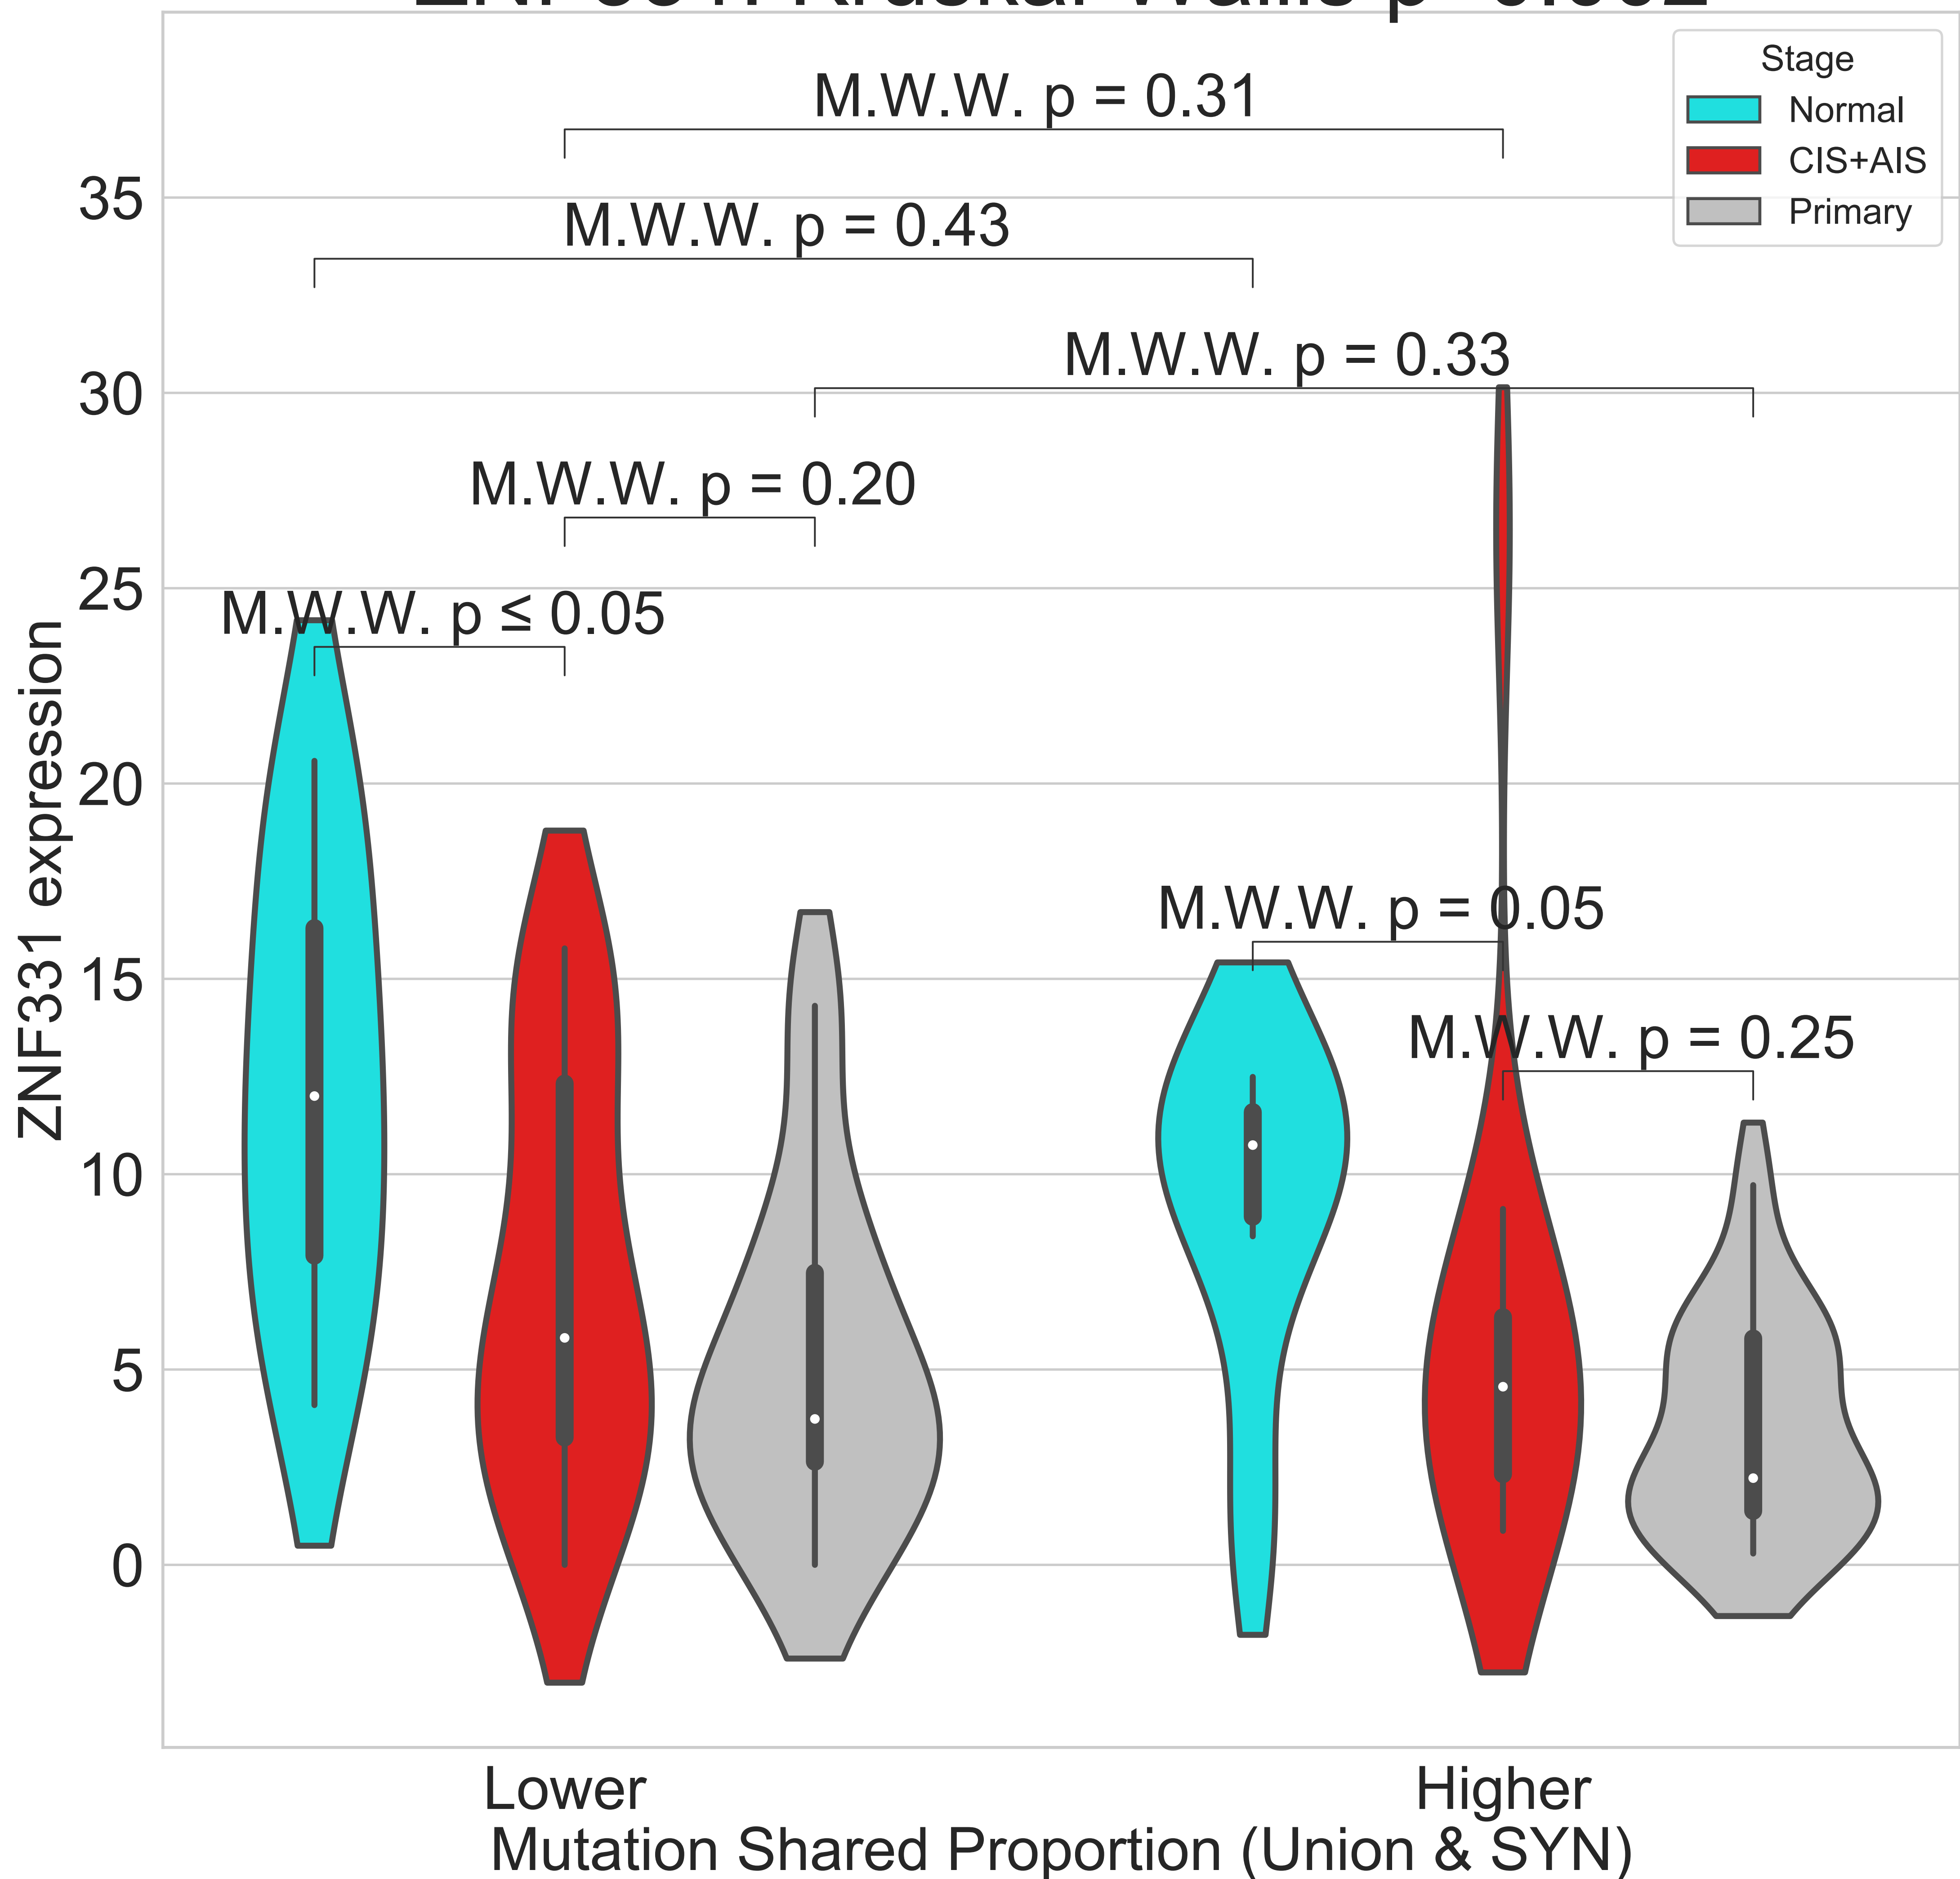 Stage
Normal
CIS+AIS
Primary
M.W.W. p = 0.31
M.W.W. p = 0.43
M.W.W. p = 0.33
M.W.W. p = 0.20
M.W.W. p ≤ 0.05
M.W.W. p = 0.05
M.W.W. p = 0.25
35
30
25
20
15
10
5
0
ZNF331 expression
Lower
Higher
Mutation Shared Proportion (Union & SYN)